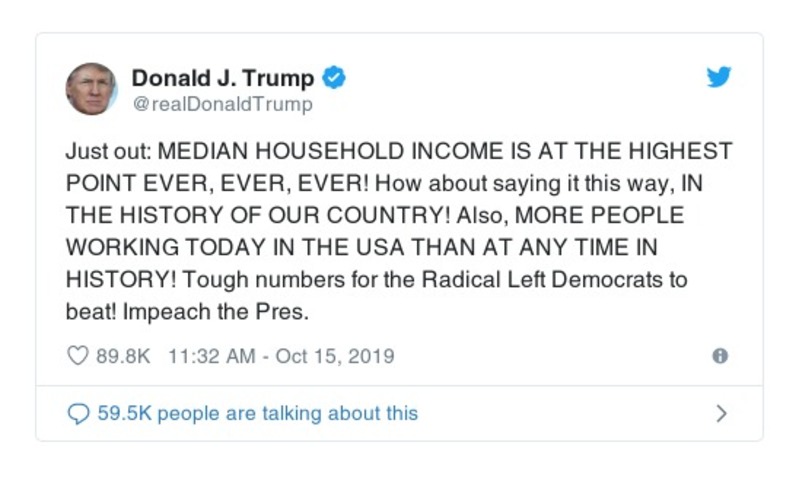 Donald J. Trump
@realDonaldTrump
Just out: MEDIAN HOUSEHOLD INCOME IS AT THE HIGHEST
POINT EVER, EVER, EVER! How about saying it this way, IN
THE HISTORY OF OUR COUNTRY! Also, MORE PEOPLE
WORKING TODAY IN THE USA THAN AT ANY TIME IN
HISTORY! Tough numbers for the Radical Left Democrats to
beat! Impeach the Pres.
89.8K 11:32 AM - Oct 15, 2019
59.5K people are talking about this